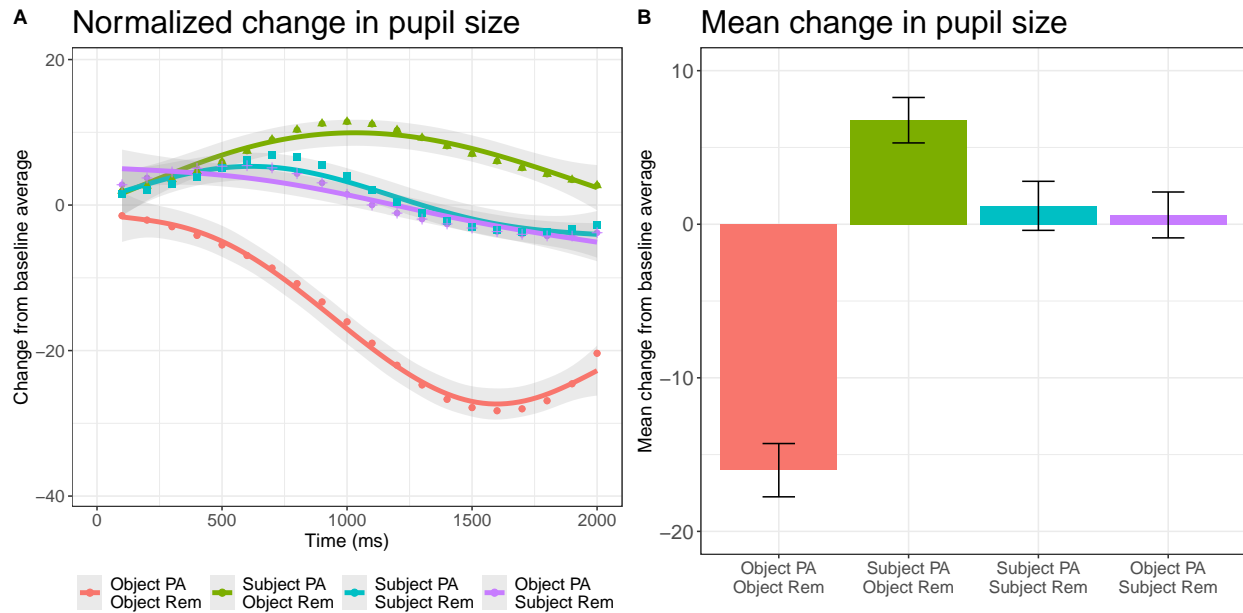 A
Normalized change in pupil size
Change from baseline average
20
0
−20
−40
0
500
1000
1500
2000
Time (ms)
Object PA
Object Rem
Subject PA
Object Rem
Subject PA
Subject Rem
Object PA
Subject Rem
B
Mean change in pupil size
Mean change from baseline average)
10
0
−10
−20
Object PA
Object Rem
Subject PA
Object Rem
Subject PA
Subject Rem
Object PA
Subject Rem